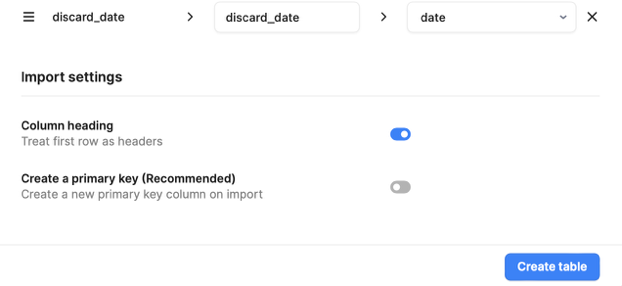 discard_date discard_date date
Import settings
Column heading
Treat first row as headers
Create a primary key (Recommended)
Create a new primary key column on import
Create table